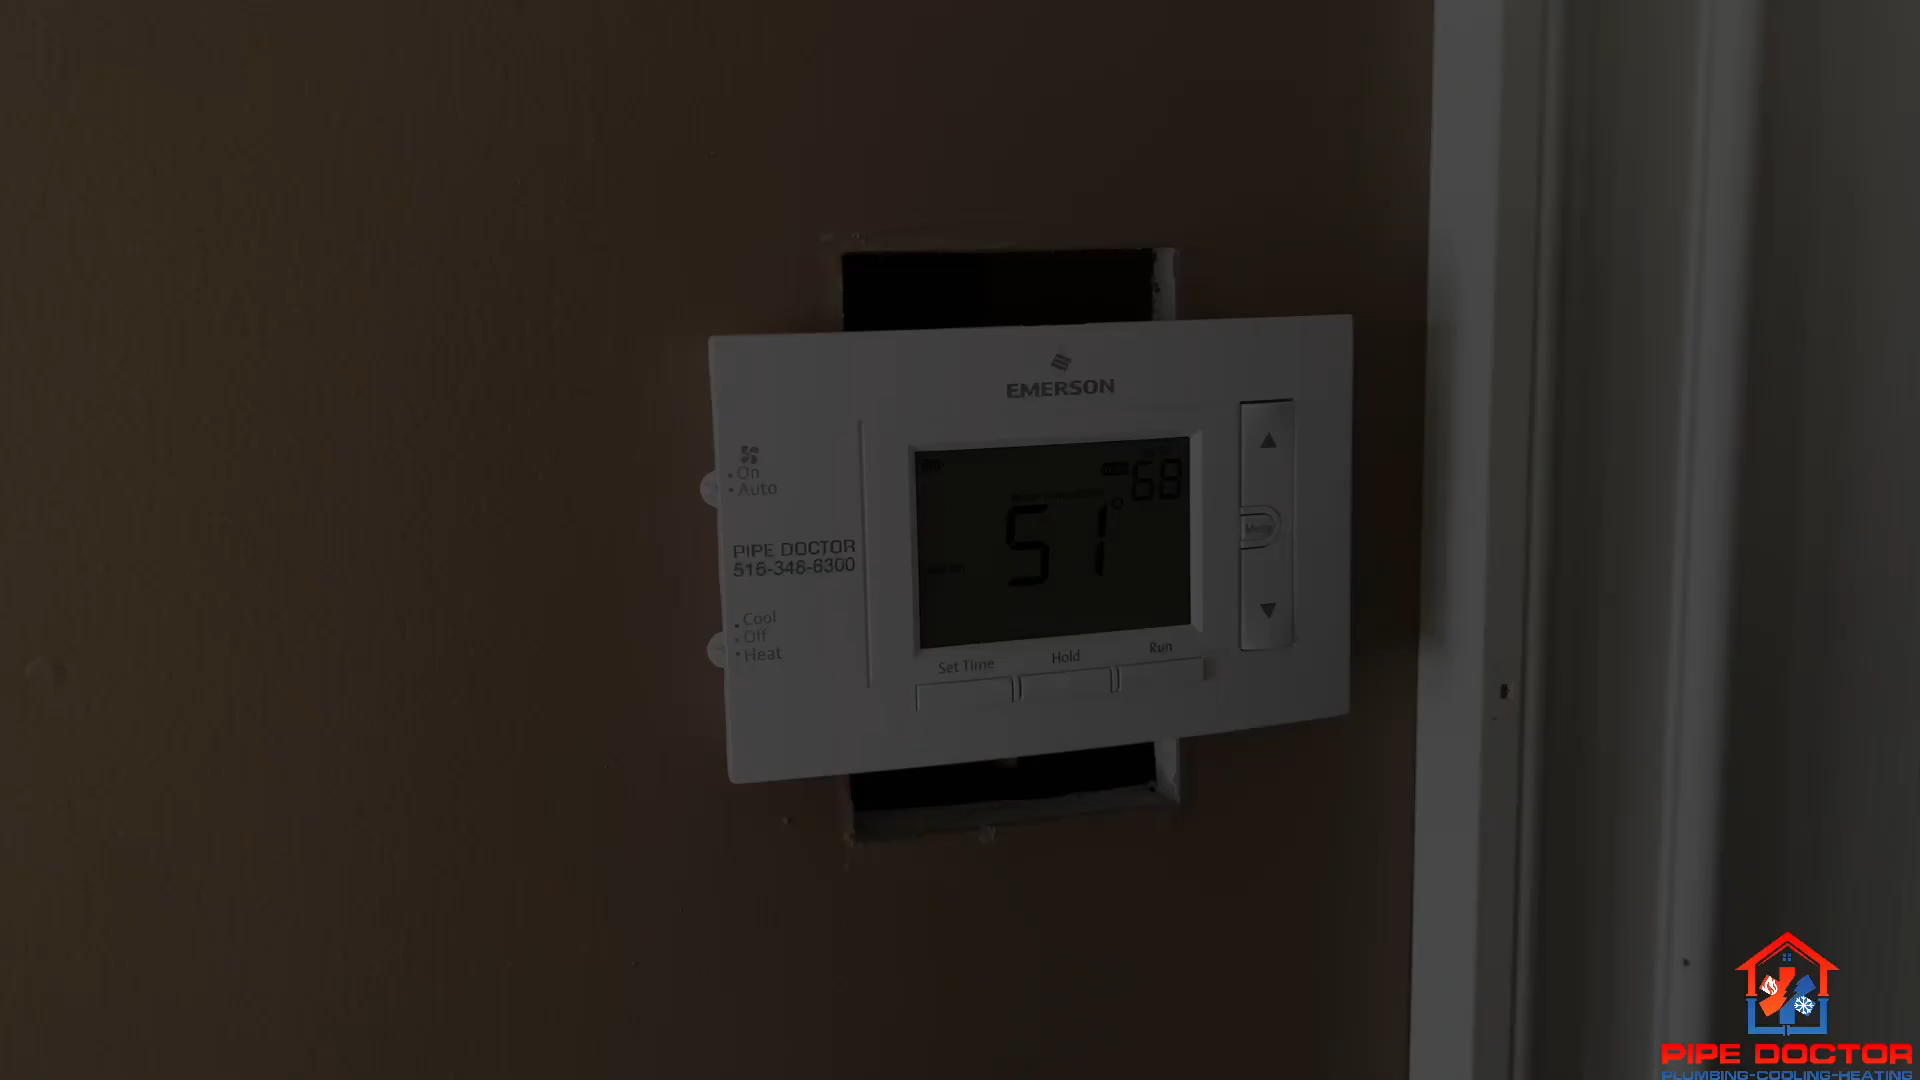 EMERSON
On
Auto
68
51°
PIPE DOCTOR
516-346-6300
Menu
Cool
Off
Heat
Set Time
Hold
Run
PIPE DOCTOR
PLUMBING-COOLING-HEATING